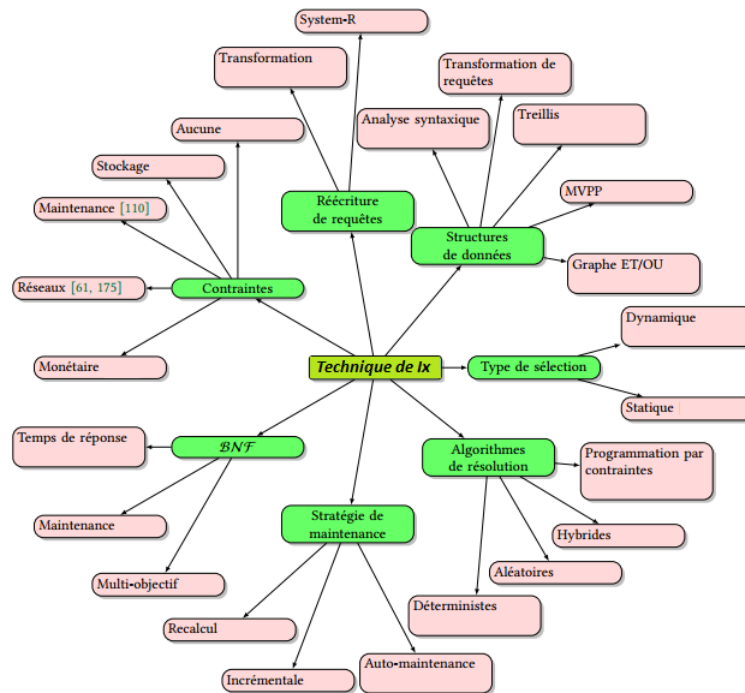 System-R
Transformation
Transformation de
requêtes
Analyse syntaxique
Treillis
Aucune
Stockage
Maintenance [110]
Réécriture
de requêtes
MVPP
Structures
de données
Graphe ET/OU
Réseaux [61, 175]
Contraintes
Dynamique
Monétaire
Technique de Ix
Type de sélection
Statique
Temps de réponse
BNF
Algorithmes
de résolution
Programmation par
contraintes
Maintenance
Stratégie de
maintenance
Hybrides
Multi-objectif
Aléatoires
Déterministes
Recalcul
Auto-maintenance
Incrémentale